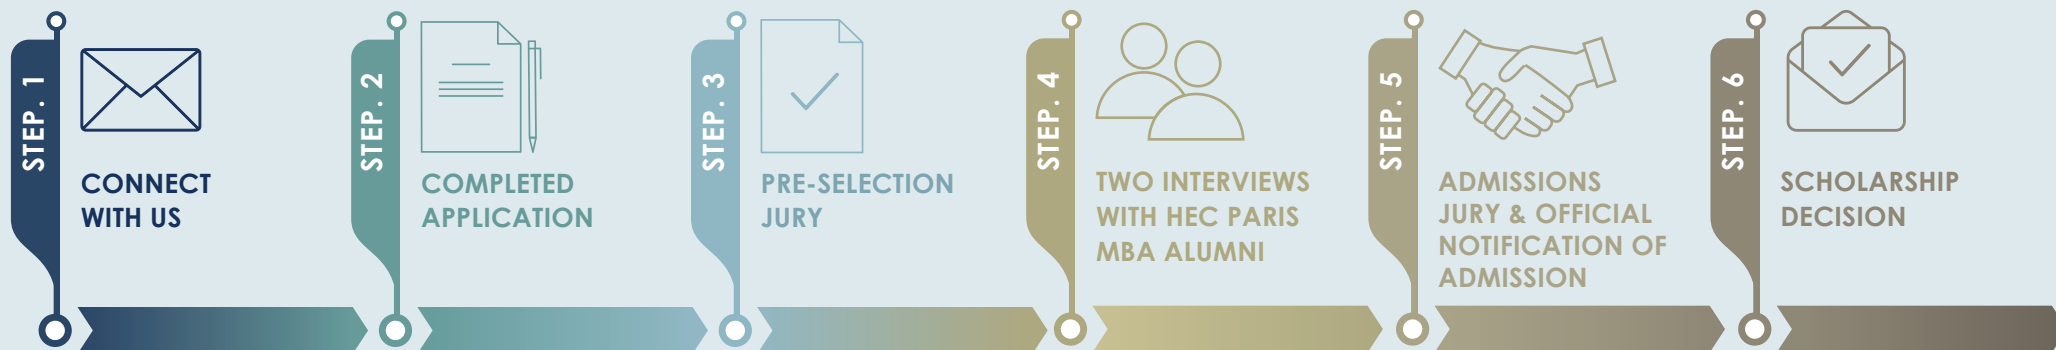 STEP. 1
CONNECT
WITH US
STEP. 2
COMPLETED
APPLICATION
STEP. 3
PRE-SELECTION
JURY
STEP. 4
TWO INTERVIEWS
WITH HEC PARIS
MBA ALUMNI
STEP. 5
ADMISSIONS
JURY & OFFICIAL
NOTIFICATION OF
ADMISSION
STEP. 6
SCHOLARSHIP
DECISION